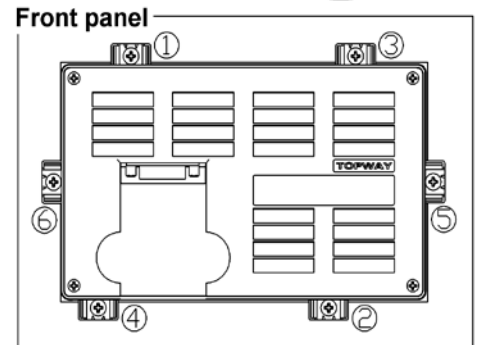 Front panel
① ③
TOPWAY
⑥ ⑤
④ ②